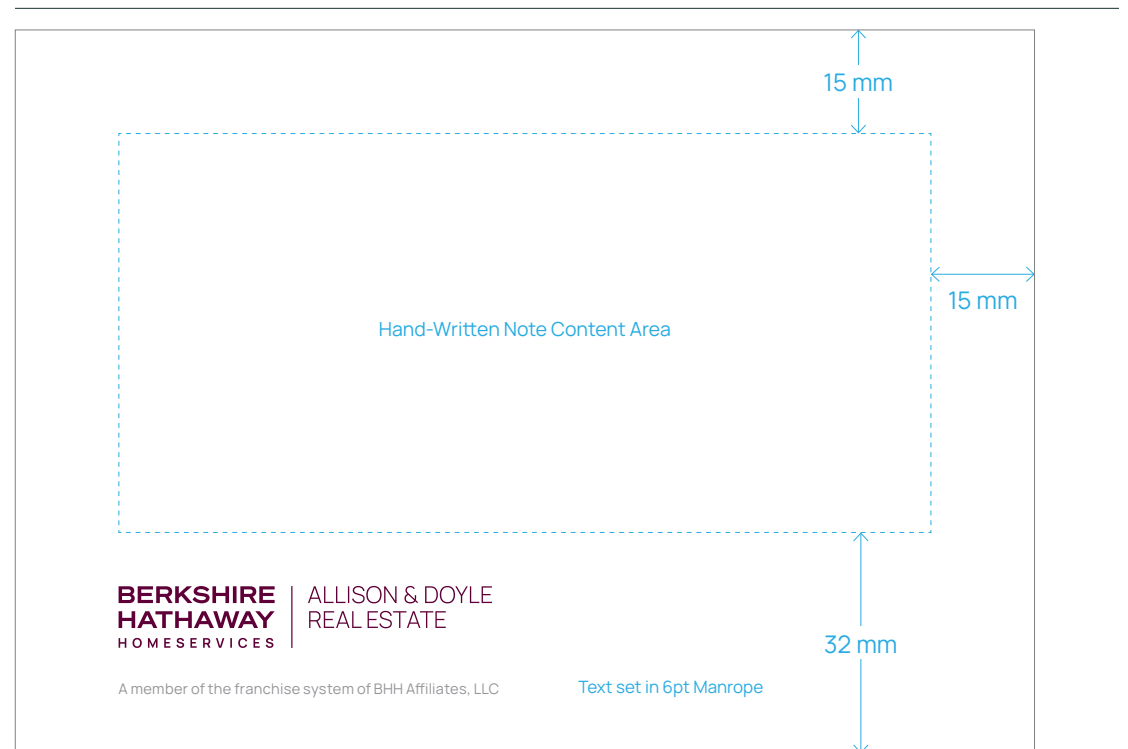 15 mm
15 mm
Hand-Written Note Content Area
BERKSHIRE
HATHAWAY
HOMESERVICES
ALLISON & DOYLE
REAL ESTATE
32 mm
A member of the franchise system of BHH Affiliates, LLC
Text set in 6pt Manrope